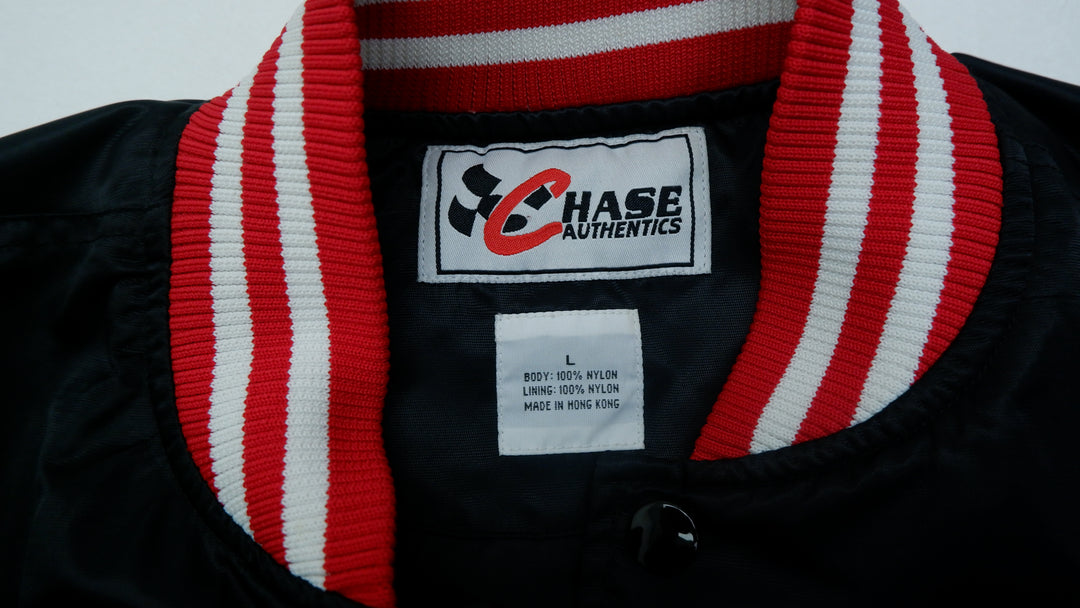 CHASE
AUTHENTICS
L
BODY: 100% NYLON
LINING: 100% NYLON
MADE IN HONG KONG